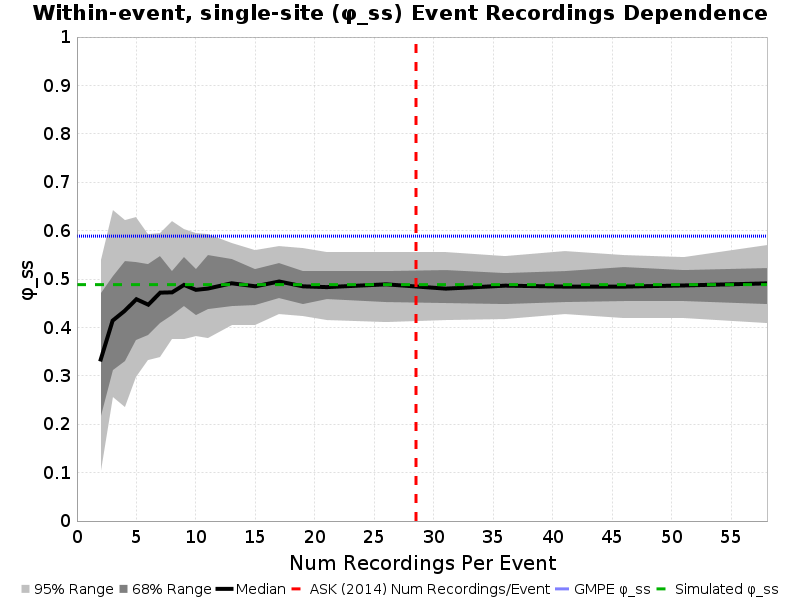 Within-event, single-site (φ_ss) Event Recordings Dependence
1
0.9
0.8
0.7
0.6
0.5
0.4
0.3
0.2
0.1
0
φ_ss
0 5 10 15 20 25 30 35 40 45 50 55
Num Recordings Per Event
95% Range 68% Range Median ASK (2014) Num Recordings/Event GMPE φ_ss Simulated φ_ss